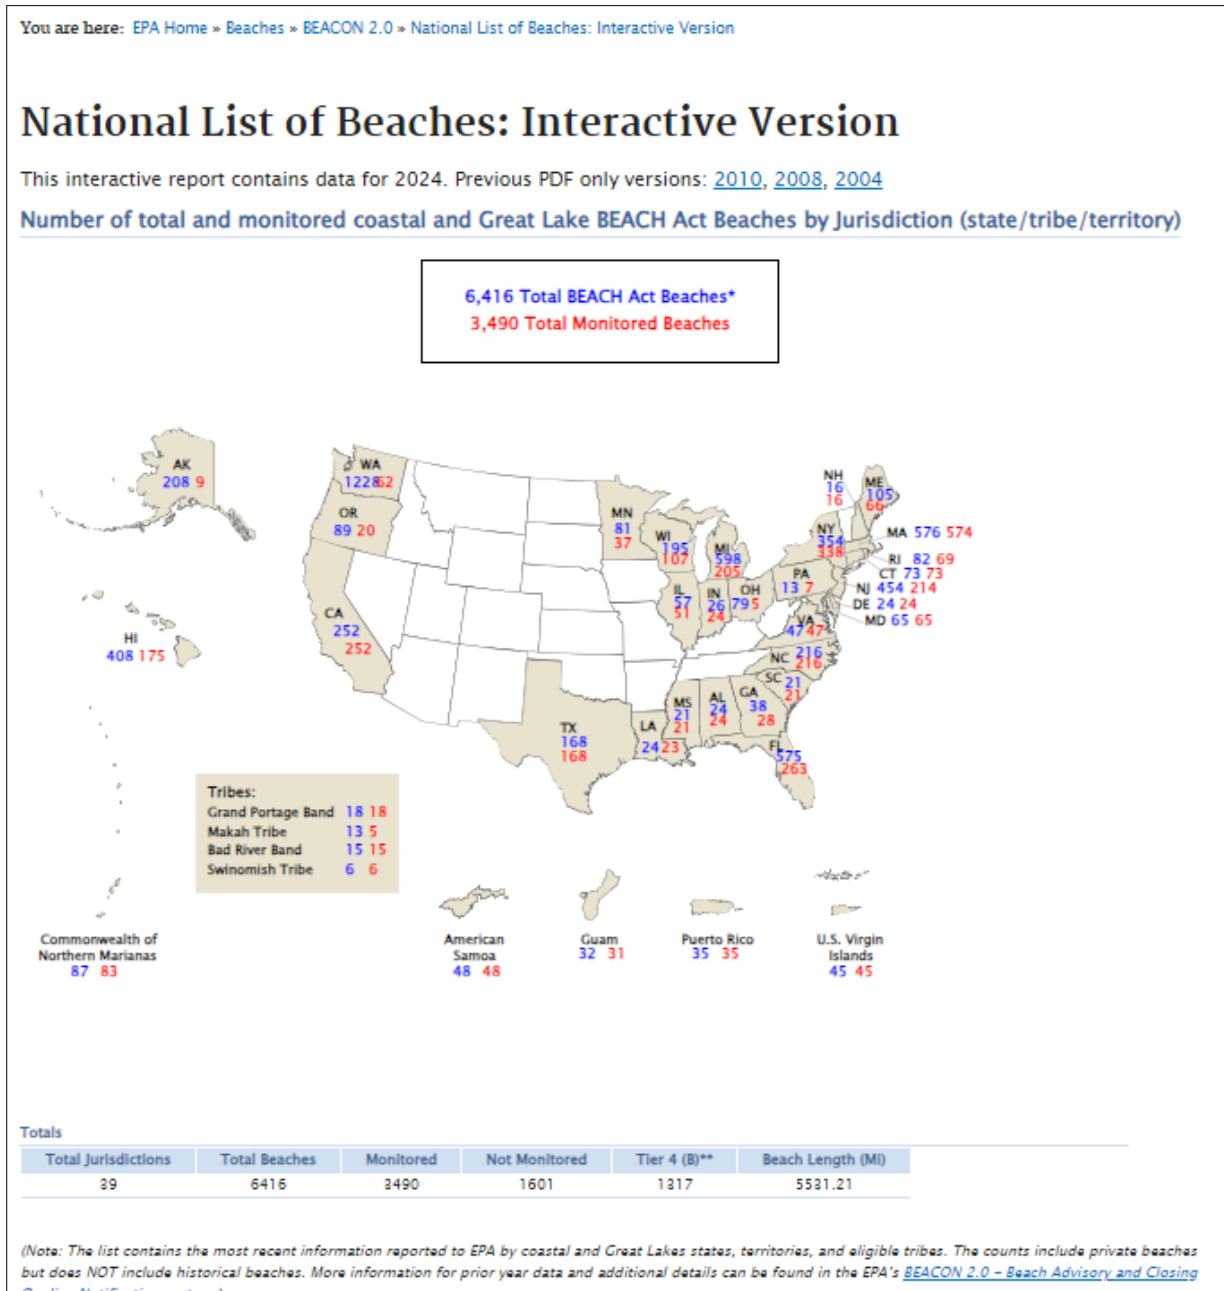 You are here: EPA Home » Beaches » BEACON 2.0 » National List of Beaches: Interactive Version
National List of Beaches: Interactive Version
This interactive report contains data for 2024. Previous PDF only versions: 2010, 2008, 2004
Number of total and monitored coastal and Great Lake BEACH Act Beaches by Jurisdiction (state/tribe/territory)
6,416 Total BEACH Act Beaches*
3,490 Total Monitored Beaches
AK
208 9
WA
1228 62
OR
89 20
CA
252
252
HI
408 175
MN
81
37
WI
195
107
MI
598
205
IL
57
51
IN
26
24
OH
79 5
PA
13 7
NY
354
338
NH
16
16
ME
105
66
MA 576 574
RI 82 69
CT 73 73
NJ 454 214
DE 24 24
MD 65 65
VA
47 47
NC 216
216
SC 21
21
GA
38
28
AL
24
24
MS
21
21
LA
24 23
TX
168
168
FL
575
263
Tribes:
Grand Portage Band 18 18
Makah Tribe 13 5
Bad River Band 15 15
Swinomish Tribe 6 6
Commonwealth of
Northern Marianas
87 83
American
Samoa
48 48
Guam
32 31
Puerto Rico
35 35
U.S. Virgin
Islands
45 45
Totals
Total Jurisdictions Total Beaches Monitored Not Monitored Tier 4 (B)** Beach Length (Mi)
39 6416 3490 1601 1317 5531.21
(Note: The list contains the most recent information reported to EPA by coastal and Great Lakes states, territories, and eligible tribes. The counts include private beaches
but does NOT include historical beaches. More information for prior year data and additional details can be found in the EPA's BEACON 2.0 – Beach Advisory and Closing